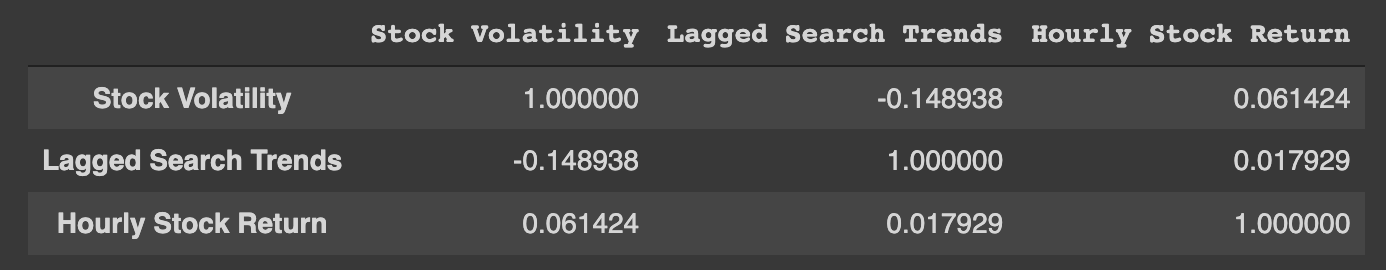 Stock Volatility Lagged Search Trends Hourly Stock Return
Stock Volatility 1.000000 -0.148938 0.061424
Lagged Search Trends -0.148938 1.000000 0.017929
Hourly Stock Return 0.061424 0.017929 1.000000